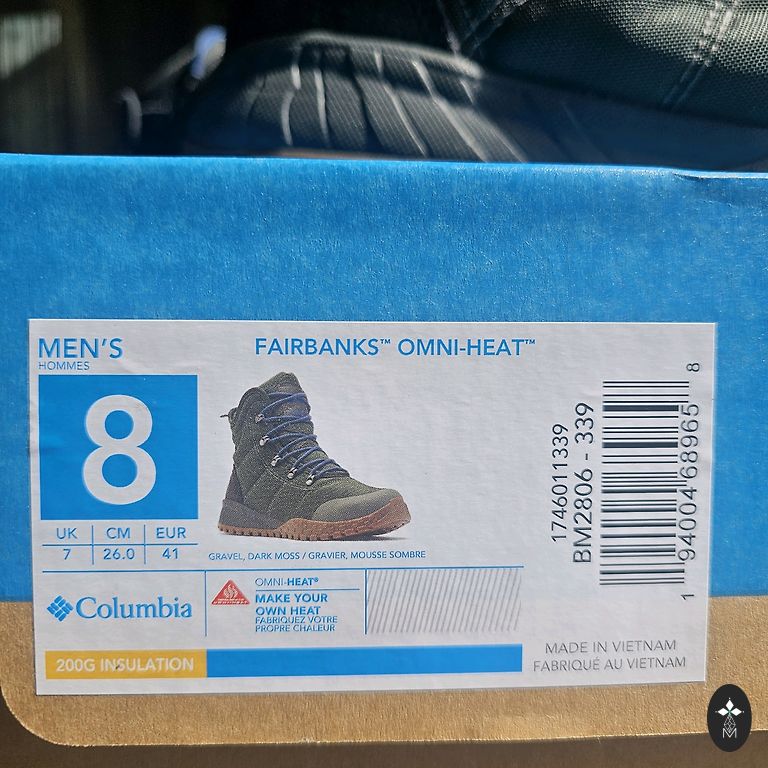 MEN'S
HOMMES
FAIRBANKS™ OMNI-HEAT™
8
UK | CM | EUR
7 | 26.0 | 41
GRAVEL, DARK MOSS / GRAVIER, MOUSSE SOMBRE
Columbia
OMNI-HEAT®
MAKE YOUR
OWN HEAT
FABRIQUEZ VOTRE
PROPRE CHALEUR
200G INSULATION
1746011339
BM2806 - 339
1 94004 68965 8
MADE IN VIETNAM
FABRIQUÉ AU VIETNAM
M